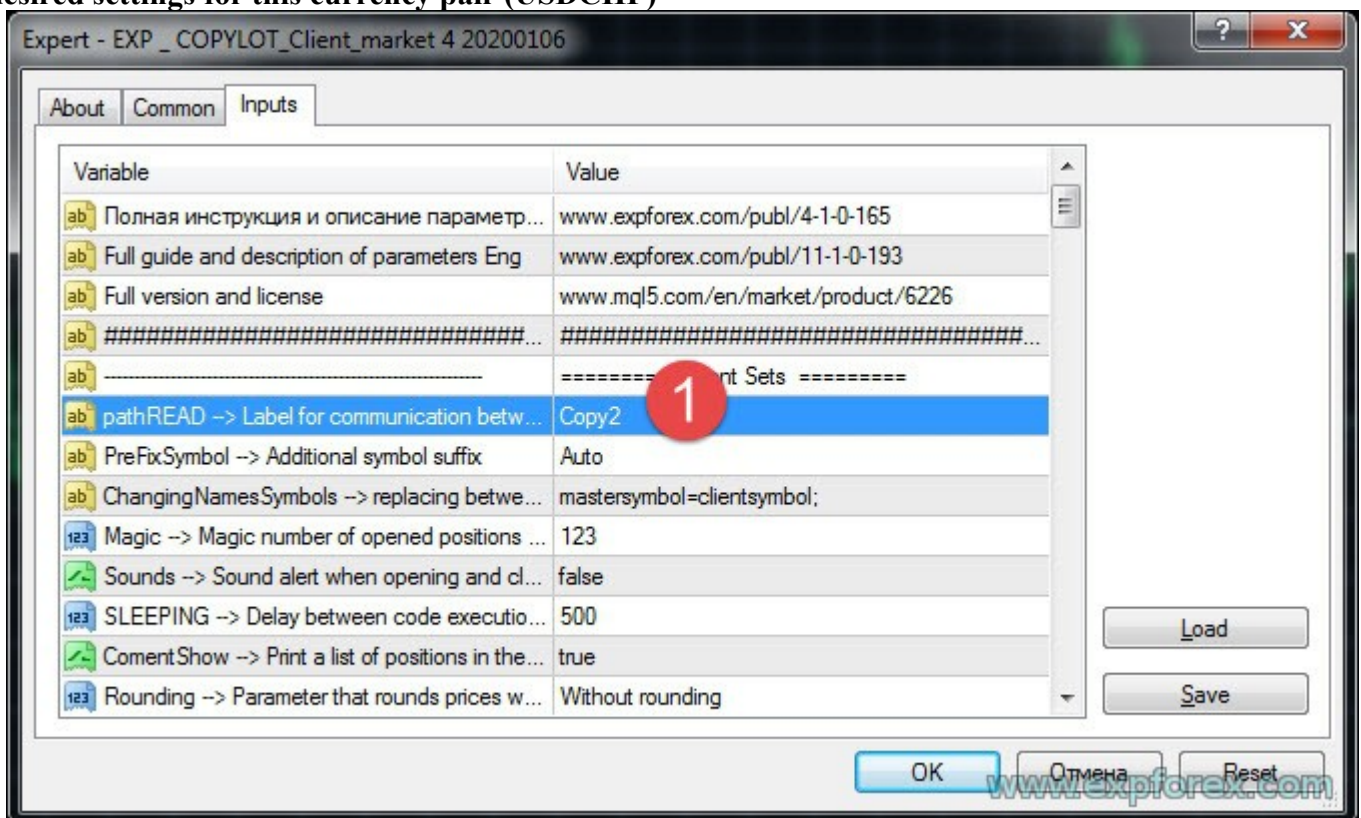 desired settings for this currency pair (USDCHF)
Expert - EXP _ COPYLOT_Client_market 4 20200106
About Common Inputs
Variable Value
Полная инструкция и описание параметр... www.expforex.com/publ/4-1-0-165
Full guide and description of parameters Eng www.expforex.com/publ/11-1-0-193
Full version and license www.mql5.com/en/market/product/6226
################################... ###################################...
---------------------------------------------------------------- ======== nt Sets =========
pathREAD --> Label for communication betw... Copy2
1
PreFixSymbol --> Additional symbol suffix Auto
ChangingNamesSymbols --> replacing betwe... mastersymbol=clientsymbol;
Magic --> Magic number of opened positions ... 123
Sounds --> Sound alert when opening and cl... false
SLEEPING --> Delay between code executio... 500
ComentShow --> Print a list of positions in the... true
Rounding --> Parameter that rounds prices w... Without rounding
Load
Save
OK Отмена Reset
www.expforex.com